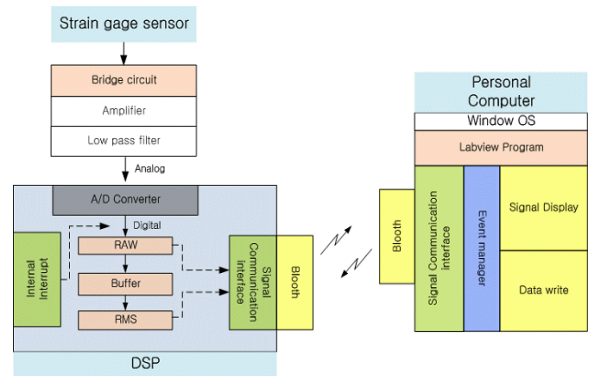 Strain gage sensor
Bridge circuit
Amplifier
Low pass filter
Analog
A/D Converter
Digital
RAW
Buffer
RMS
Internal
Interrupt
Signal
Communication
interface
Blooth
DSP
Personal
Computer
Window OS
Labview Program
Blooth
Signal Communication
interface
Event manager
Signal Display
Data write